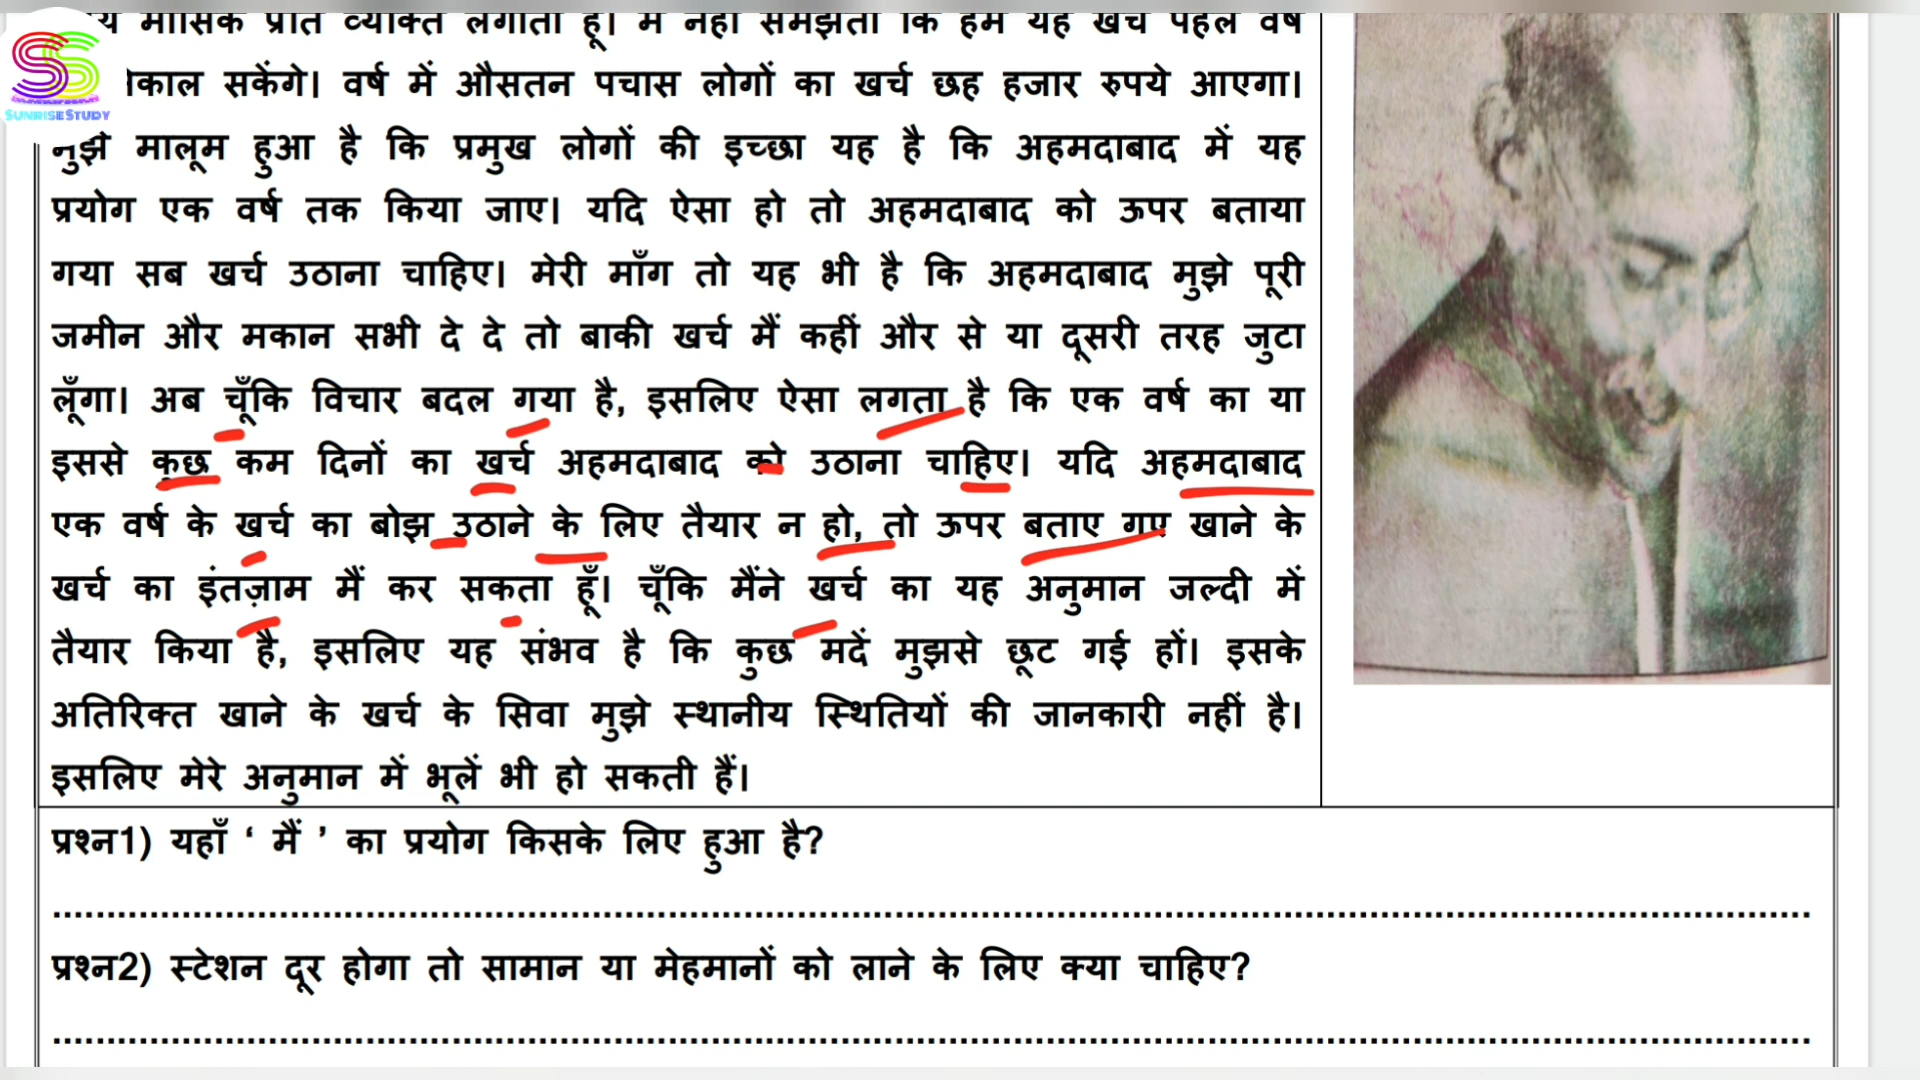 मासिक प्रति व्यक्ति लगाता हूँ। मैं नहीं समझता कि हम यह खर्च पहले वर्ष
SUNRISE STUDY
सकेंगे। वर्ष में औसतन पचास लोगों का खर्च छह हजार रुपये आएगा।
मुझे मालूम हुआ है कि प्रमुख लोगों की इच्छा यह है कि अहमदाबाद में यह
प्रयोग एक वर्ष तक किया जाए। यदि ऐसा हो तो अहमदाबाद को ऊपर बताया
गया सब खर्च उठाना चाहिए। मेरी माँग तो यह भी है कि अहमदाबाद मुझे पूरी
जमीन और मकान सभी दे दे तो बाकी खर्च मैं कहीं और से या दूसरी तरह जुटा
लूँगा। अब चूँकि विचार बदल गया है, इसलिए ऐसा लगता है कि एक वर्ष का या
इससे कुछ कम दिनों का खर्च अहमदाबाद को उठाना चाहिए। यदि अहमदाबाद
एक वर्ष के खर्च का बोझ उठाने के लिए तैयार न हो, तो ऊपर बताए गए खाने के
खर्च का इंतज़ाम मैं कर सकता हूँ। चूँकि मैंने खर्च का यह अनुमान जल्दी में
तैयार किया है, इसलिए यह संभव है कि कुछ मदें मुझसे छूट गई हों। इसके
अतिरिक्त खाने के खर्च के सिवा मुझे स्थानीय स्थितियों की जानकारी नहीं है।
इसलिए मेरे अनुमान में भूलें भी हो सकती हैं।
प्रश्न1) यहाँ ‘ मैं ’ का प्रयोग किसके लिए हुआ है?
प्रश्न2) स्टेशन दूर होगा तो सामान या मेहमानों को लाने के लिए क्या चाहिए?